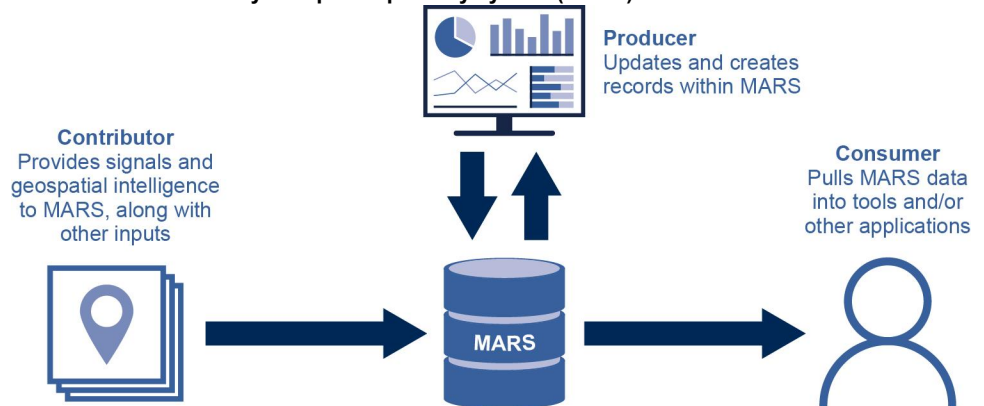 Producer
Updates and creates
records within MARS
Contributor
Provides signals and
geospatial intelligence
to MARS, along with
other inputs
Consumer
Pulls MARS data
into tools and/or
other applications
MARS